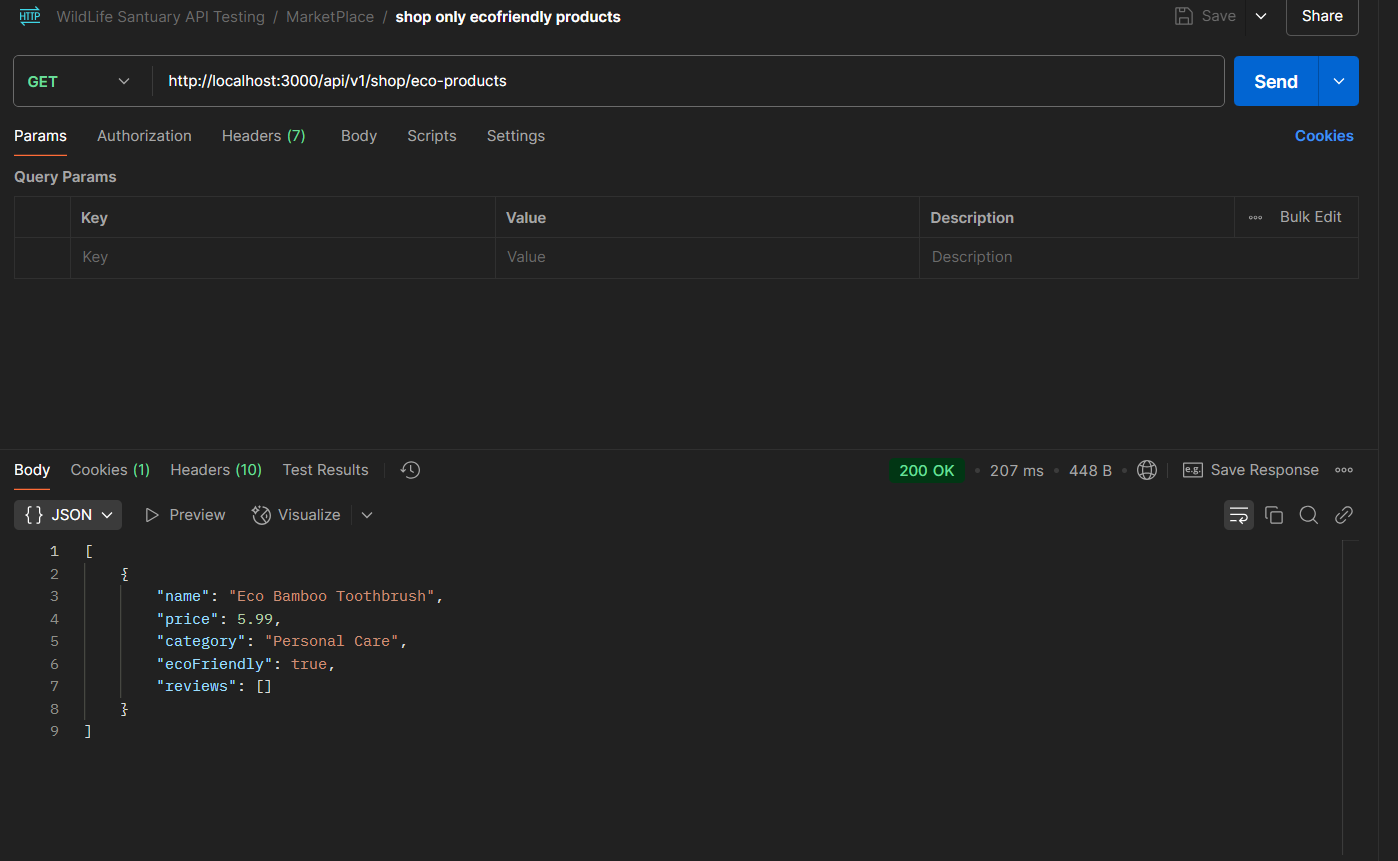 HTTP WildLife Santuary API Testing / MarketPlace / shop only ecofriendly products Save Share
GET http://localhost:3000/api/v1/shop/eco-products Send
Params Authorization Headers (7) Body Scripts Settings Cookies
Query Params
Key Value Description Bulk Edit
Key Value Description
Body Cookies (1) Headers (10) Test Results 200 OK 207 ms 448 B e.g. Save Response
{} JSON Preview Visualize
1 [
2 {
3 "name": "Eco Bamboo Toothbrush",
4 "price": 5.99,
5 "category": "Personal Care",
6 "ecoFriendly": true,
7 "reviews": []
8 }
9 ]